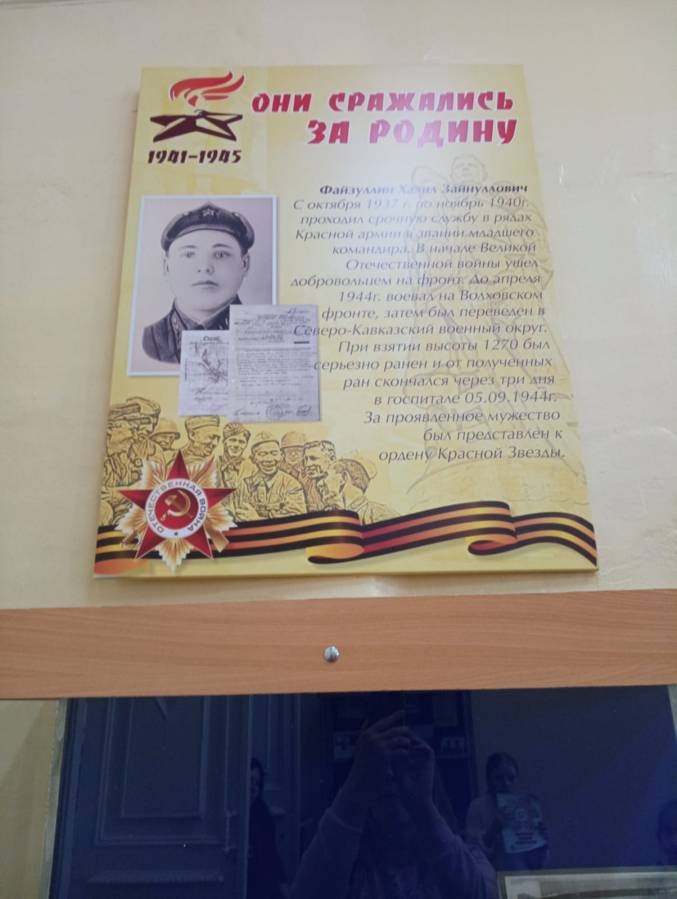 ОНИ СРАЖАЛИСЬ
ЗА РОДИНУ
1941-1945
Файзуллин Халил Зайнуллович
С октября 1937 г. по ноябрь 1940г.
проходил срочную службу в рядах
Красной армии в звании младшего
командира. В начале Великой
Отечественной войны ушел
добровольцем на фронт. До апреля
1944г. воевал на Волховском
фронте, затем был переведен в
Северо-Кавказский военный округ.
При взятии высоты 1270 был
серьезно ранен и от полученных
ран скончался через три дня
в госпитале 05.09.1944г.
За проявленное мужество
был представлен к
ордену Красной Звезды.
ОТЕЧЕСТВЕННАЯ ВОЙНА